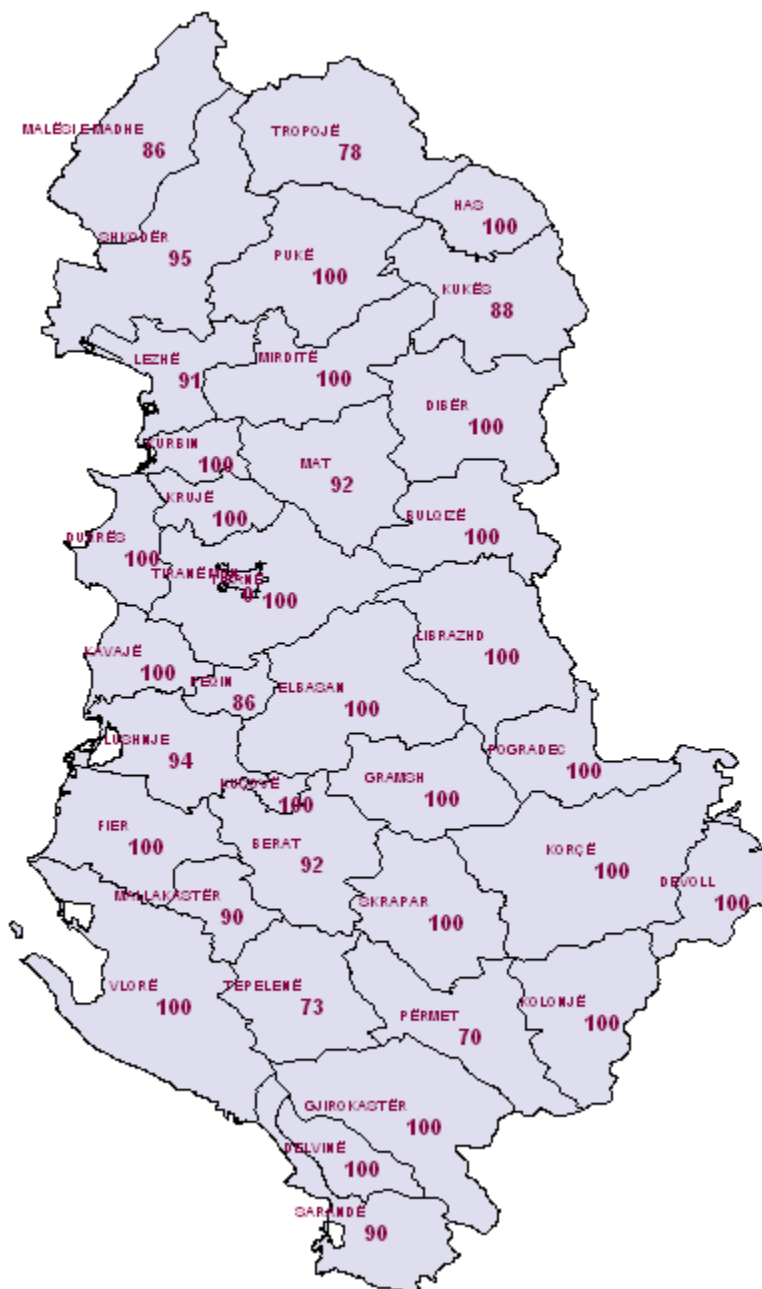 MALËSI E MADHE
86
TROPOJË
78
HAS
100
SHKODËR
95
PUKË
100
KUKËS
88
LEZHË
91
MIRDITË
100
DIBËR
100
KURBIN
100
MAT
92
KRUJË
100
BULQIZË
100
DURRËS
100
TIRANË
0
100
LIBRAZHD
100
KAVAJË
100
PEQIN
86
ELBASAN
100
LUSHNJE
94
POGRADEC
100
KUÇOVË
100
GRAMSH
100
FIER
100
BERAT
92
KORÇË
100
DEVOLL
100
MALLAKASTËR
90
SKRAPAR
100
VLORË
100
TEPELENË
73
PËRMET
70
KOLONJË
100
GJIROKASTËR
100
DELVINË
100
SARANDË
90